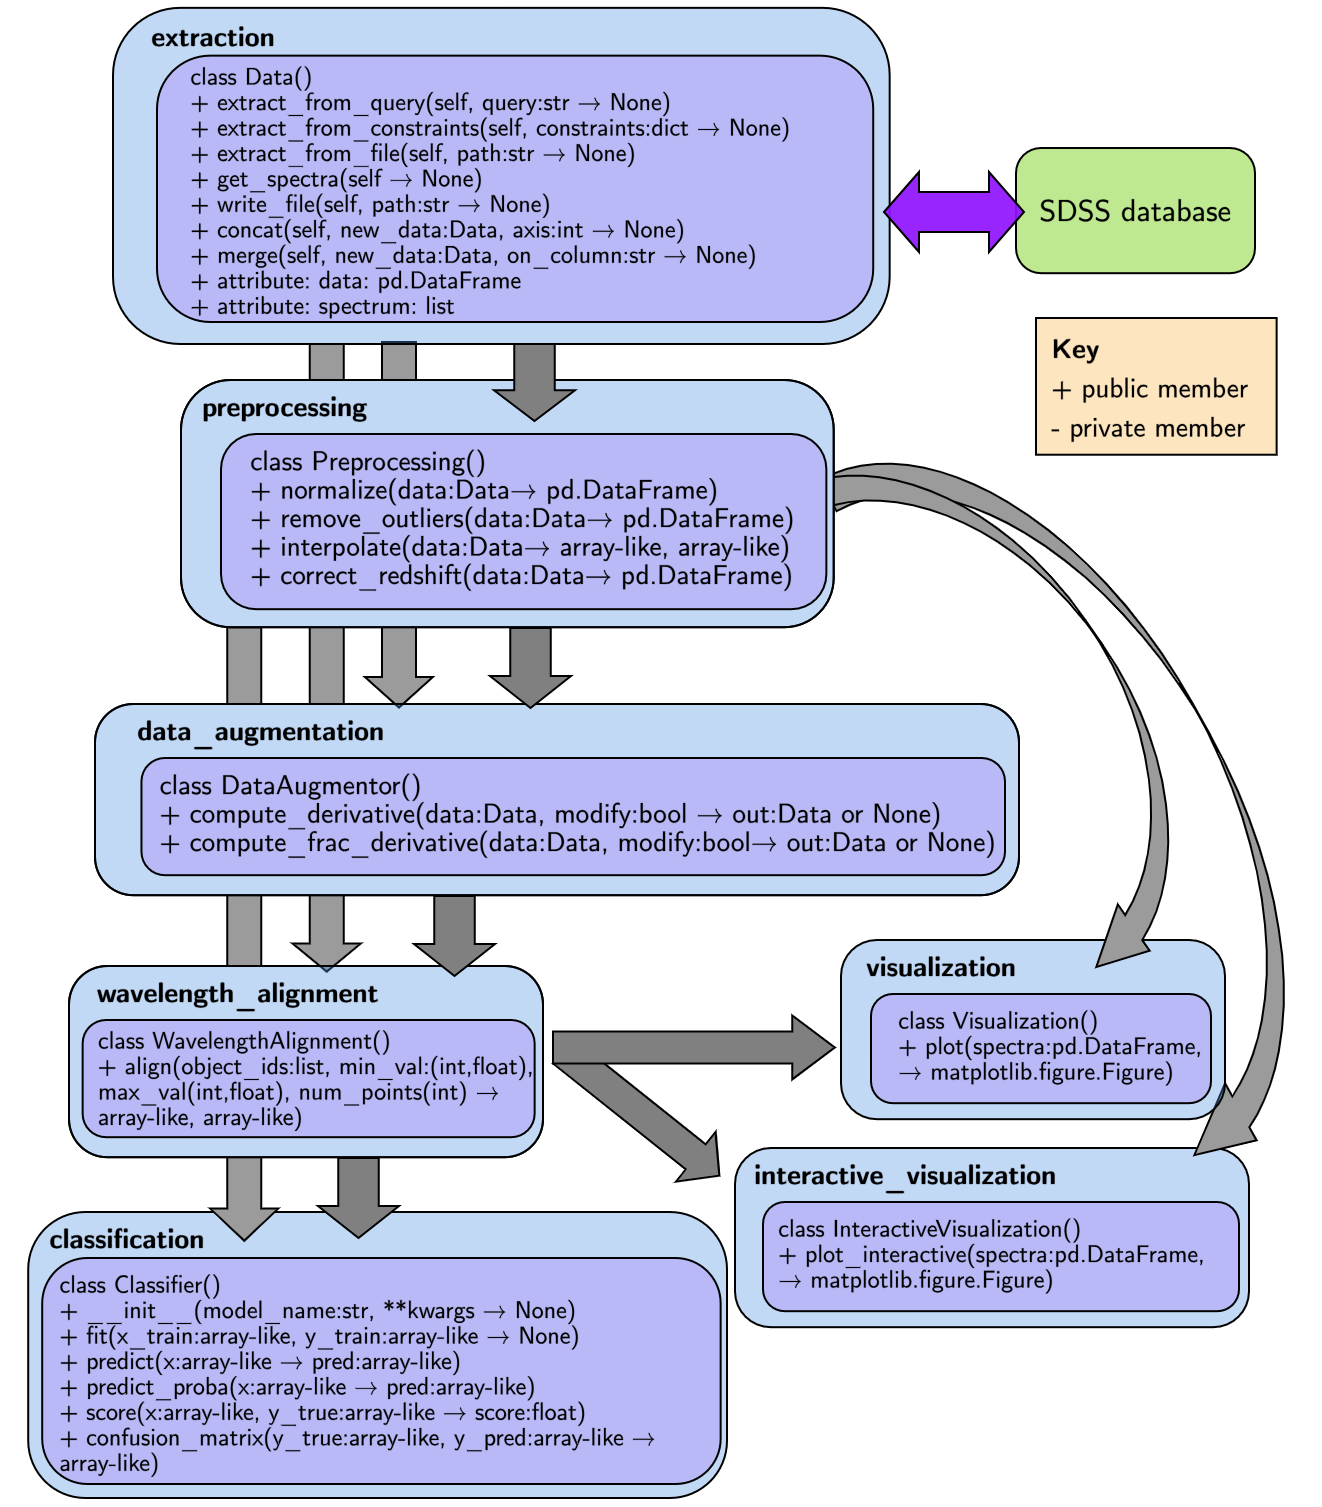 extraction
class Data()
+ extract_from_query(self, query:str → None)
+ extract_from_constraints(self, constraints:dict → None)
+ extract_from_file(self, path:str → None)
+ get_spectra(self → None)
+ write_file(self, path:str → None)
+ concat(self, new_data:Data, axis:int → None)
+ merge(self, new_data:Data, on_column:str → None)
+ attribute: data: pd.DataFrame
+ attribute: spectrum: list
SDSS database
Key
+ public member
- private member
preprocessing
class Preprocessing()
+ normalize(data:Data→ pd.DataFrame)
+ remove_outliers(data:Data→ pd.DataFrame)
+ interpolate(data:Data→ array-like, array-like)
+ correct_redshift(data:Data→ pd.DataFrame)
data_augmentation
class DataAugmentor()
+ compute_derivative(data:Data, modify:bool → out:Data or None)
+ compute_frac_derivative(data:Data, modify:bool→ out:Data or None)
wavelength_alignment
class WavelengthAlignment()
+ align(object_ids:list, min_val:(int,float),
max_val(int,float), num_points(int) →
array-like, array-like)
visualization
class Visualization()
+ plot(spectra:pd.DataFrame,
→ matplotlib.figure.Figure)
interactive_visualization
class InteractiveVisualization()
+ plot_interactive(spectra:pd.DataFrame,
→ matplotlib.figure.Figure)
classification
class Classifier()
+ __init__(model_name:str, **kwargs → None)
+ fit(x_train:array-like, y_train:array-like → None)
+ predict(x:array-like → pred:array-like)
+ predict_proba(x:array-like → pred:array-like)
+ score(x:array-like, y_true:array-like → score:float)
+ confusion_matrix(y_true:array-like, y_pred:array-like →
array-like)